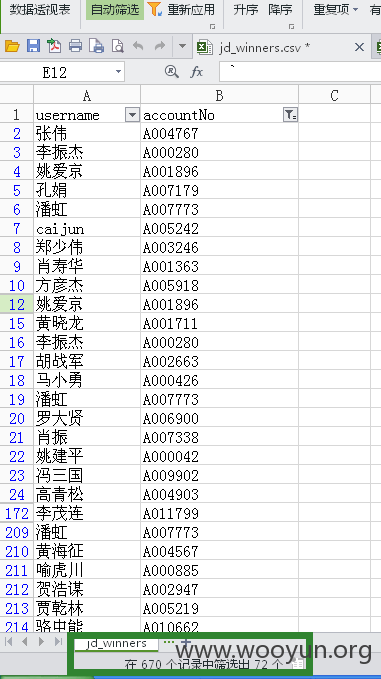 数据透视表 自动筛选 重新应用 升序 降序 重复项
jd_winners.csv *
E12 fx `
A B C
1 username accountNo
2 张伟 A004767
3 李振杰 A000280
4 姚爱京 A001896
5 孔娟 A007179
6 潘虹 A007773
7 caijun A005242
8 郑少伟 A003246
9 肖寿华 A001363
10 方彦杰 A005918
12 姚爱京 A001896
15 黄晓龙 A001711
16 李振杰 A000280
17 胡战军 A002663
18 马小勇 A000426
19 潘虹 A007773
20 罗大贤 A006900
21 肖振 A007338
22 姚建平 A000042
23 冯三国 A009902
24 高青松 A004903
172 李茂连 A011799
209 潘虹 A007773
210 黄海征 A004567
211 喻虎川 A000885
212 贺浩谋 A002947
213 贾乾林 A005219
214 骆中能 A010662
jd_winners ··· +
www.wooyun.org
在 670 个记录中筛选出 72 个